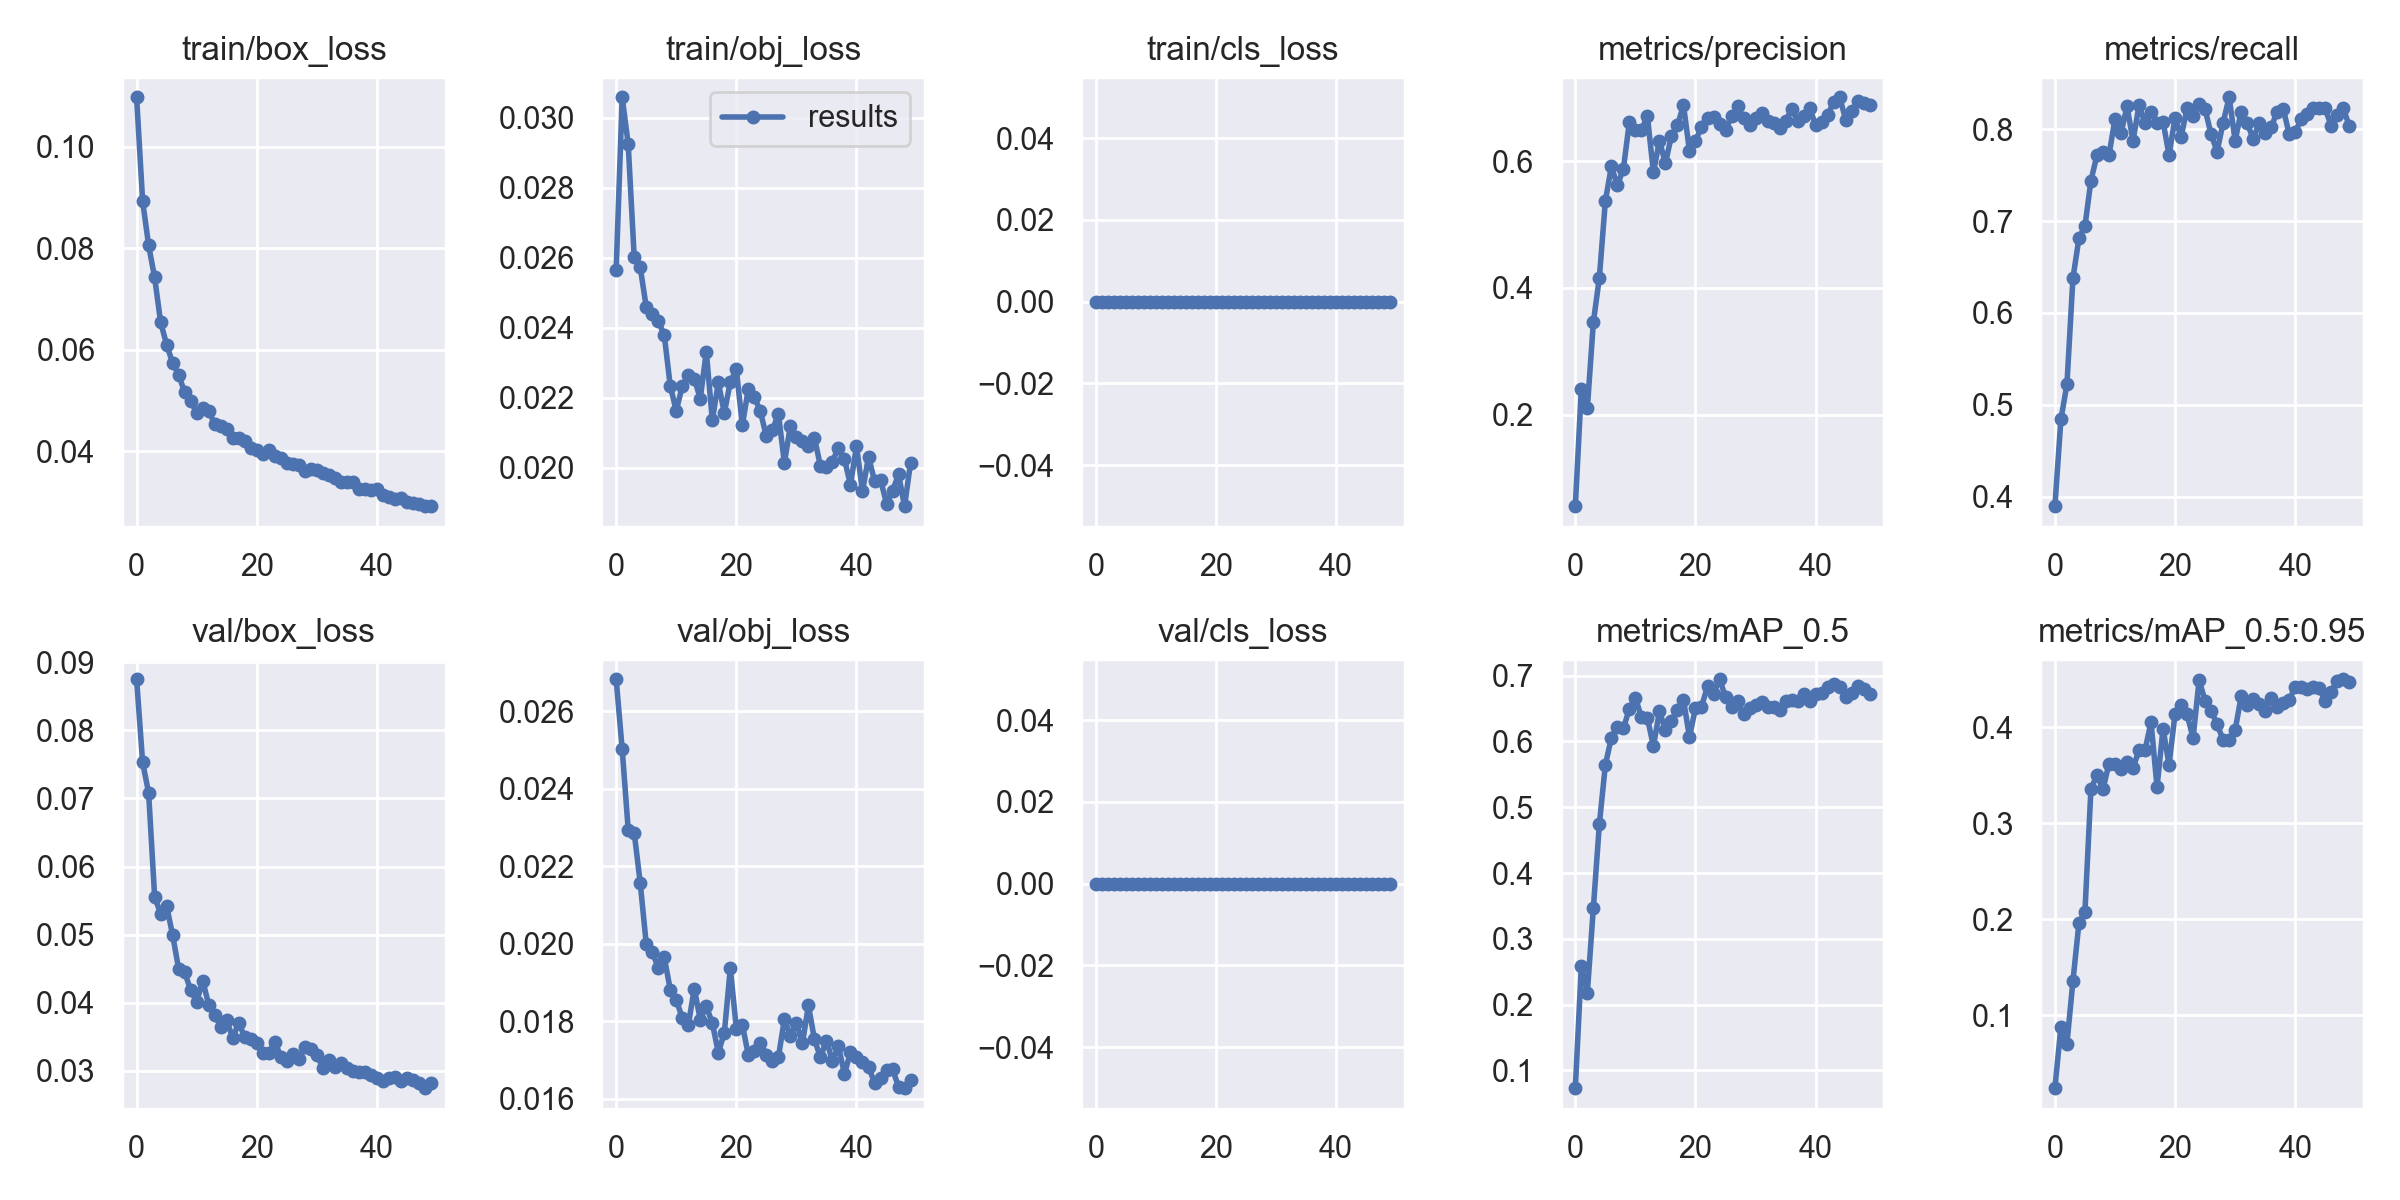 train/box_loss
0.10
0.08
0.06
0.04
0 20 40
train/obj_loss
results
0.030
0.028
0.026
0.024
0.022
0.020
0 20 40
train/cls_loss
0.04
0.02
0.00
−0.02
−0.04
0 20 40
metrics/precision
0.6
0.4
0.2
0 20 40
metrics/recall
0.8
0.7
0.6
0.5
0.4
0 20 40
val/box_loss
0.09
0.08
0.07
0.06
0.05
0.04
0.03
0 20 40
val/obj_loss
0.026
0.024
0.022
0.020
0.018
0.016
0 20 40
val/cls_loss
0.04
0.02
0.00
−0.02
−0.04
0 20 40
metrics/mAP_0.5
0.7
0.6
0.5
0.4
0.3
0.2
0.1
0 20 40
metrics/mAP_0.5:0.95
0.4
0.3
0.2
0.1
0 20 40